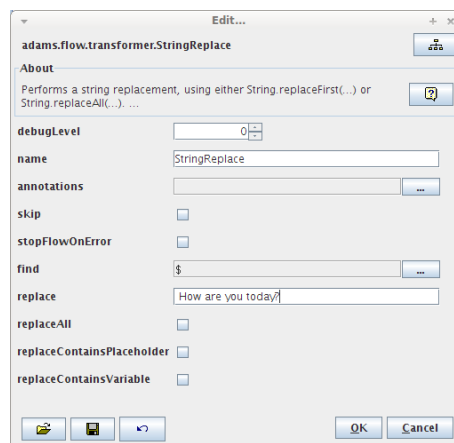 Edit...
adams.flow.transformer.StringReplace
About
Performs a string replacement, using either String.replaceFirst(...) or
String.replaceAll(...). ...
debugLevel 0
name StringReplace
annotations ...
skip
stopFlowOnError
find $ ...
replace How are you today?
replaceAll
replaceContainsPlaceholder
replaceContainsVariable
OK Cancel